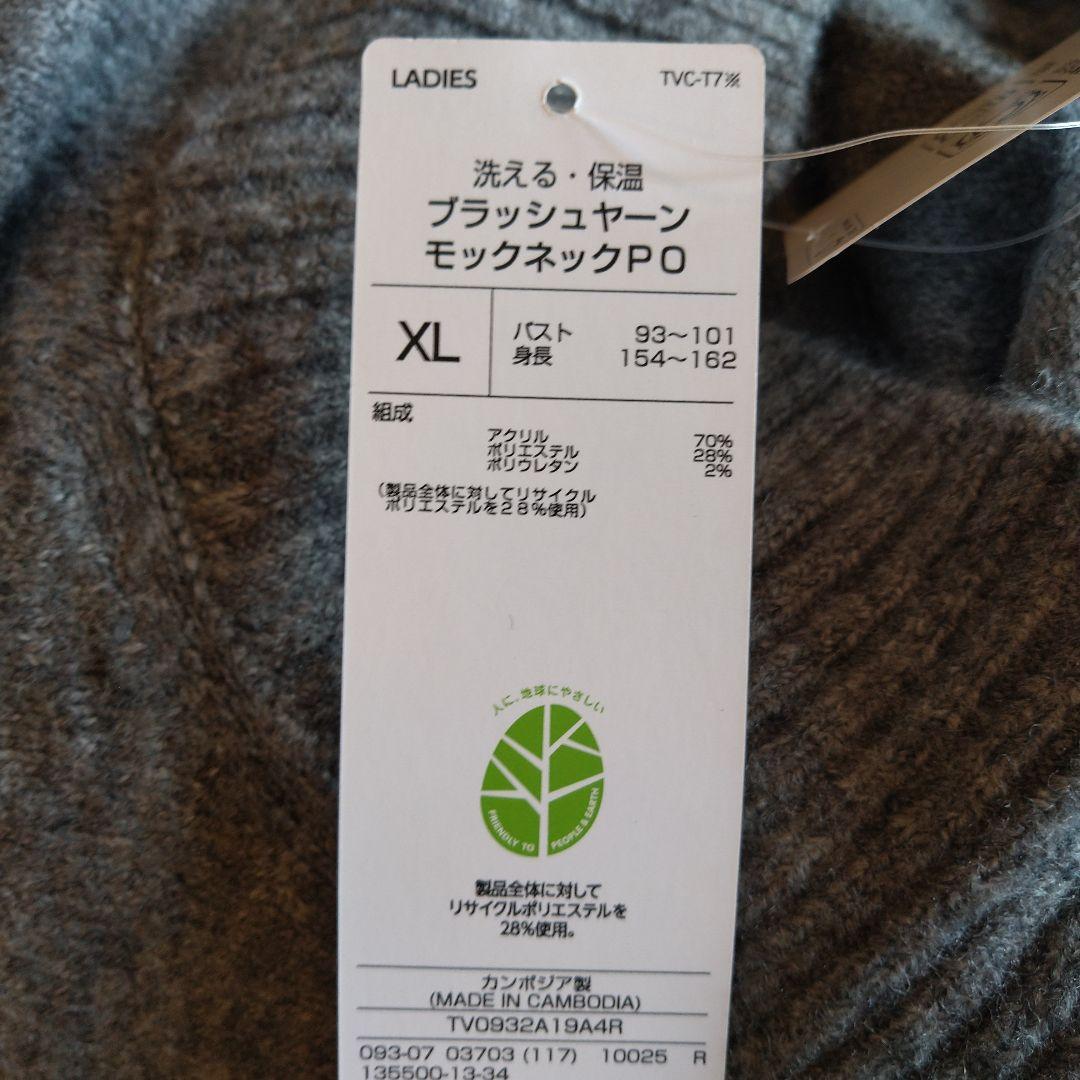 LADIES
TVC-T7※
洗える・保温
ブラッシュヤーン
モックネックPO
XL
バスト 93～101
身長 154～162
組成
アクリル 70%
ポリエステル 28%
ポリウレタン 2%
(製品全体に対してリサイクル
ポリエステルを28%使用)
人に、地球にやさしい
FRIENDLY TO PEOPLE & EARTH
製品全体に対して
リサイクルポリエステルを
28%使用。
カンボジア製
(MADE IN CAMBODIA)
TV0932A19A4R
093-07 03703 (117) 10025 R
135500-13-34